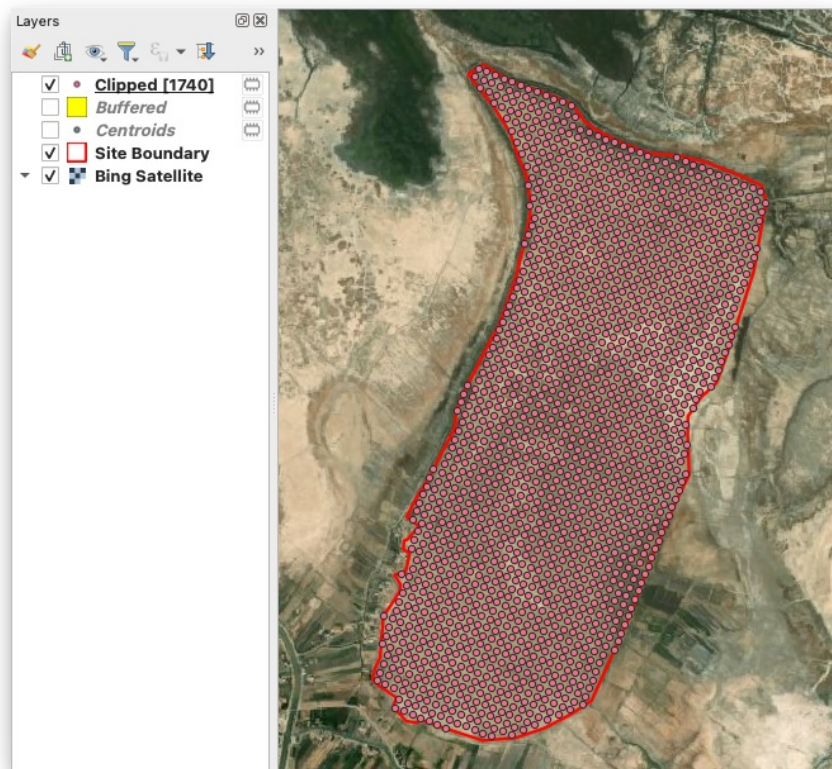 Layers
Clipped [1740]
Buffered
Centroids
Site Boundary
Bing Satellite